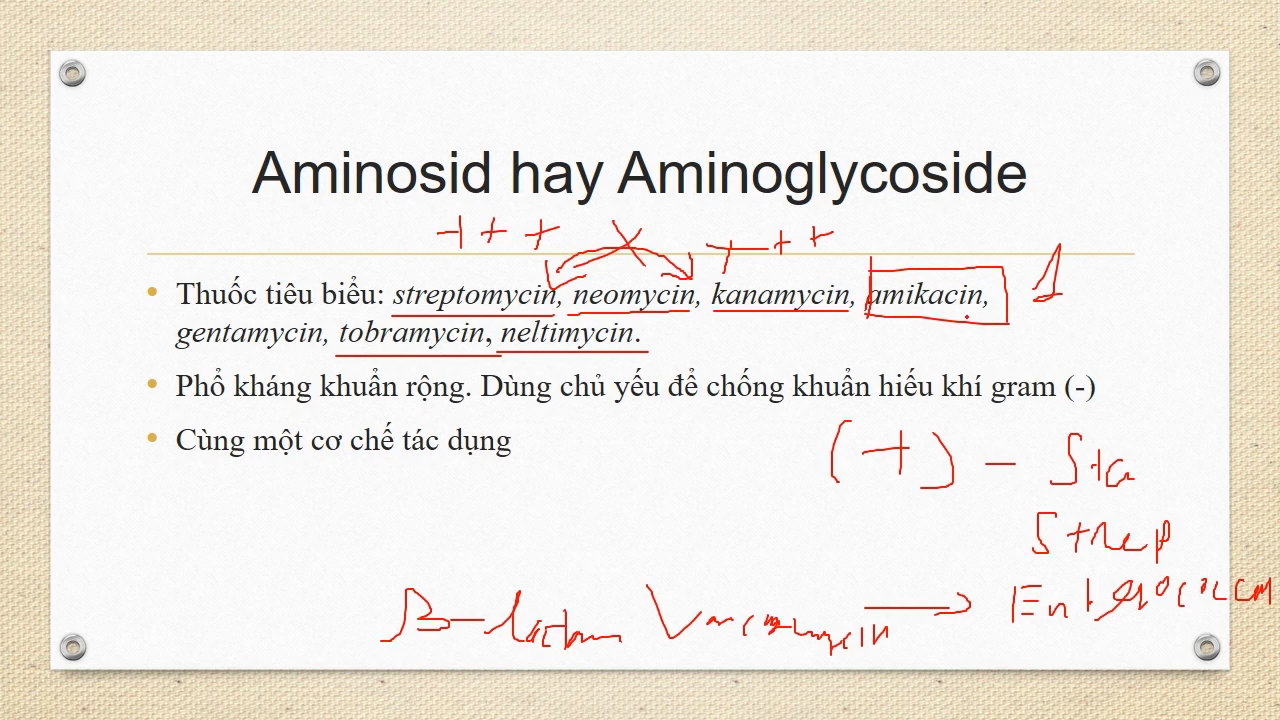 Aminosid hay Aminoglycoside
+ + + + + +
• Thuốc tiêu biểu: streptomycin, neomycin, kanamycin, amikacin, 1
gentamycin, tobramycin, neltimycin.
• Phổ kháng khuẩn rộng. Dùng chủ yếu để chống khuẩn hiếu khí gram (-)
• Cùng một cơ chế tác dụng
(+) - Sta
Strep
B-lactam Vancomycin → Enterococcus